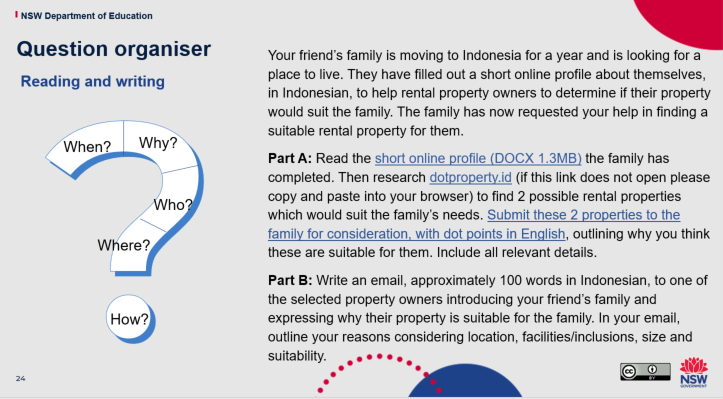 NSW Department of Education
Question organiser
Reading and writing
When?
Why?
Who?
Where?
How?
Your friend's family is moving to Indonesia for a year and is looking for a
place to live. They have filled out a short online profile about themselves,
in Indonesian, to help rental property owners to determine if their property
would suit the family. The family has now requested your help in finding a
suitable rental property for them.
Part A: Read the short online profile (DOCX 1.3MB) the family has
completed. Then research dotproperty.id (if this link does not open please
copy and paste into your browser) to find 2 possible rental properties
which would suit the family's needs. Submit these 2 properties to the
family for consideration, with dot points in English, outlining why you think
these are suitable for them. Include all relevant details.
Part B: Write an email, approximately 100 words in Indonesian, to one of
the selected property owners introducing your friend's family and
expressing why their property is suitable for the family. In your email,
outline your reasons considering location, facilities/inclusions, size and
suitability.
24
cc
BY
NSW
GOVERNMENT